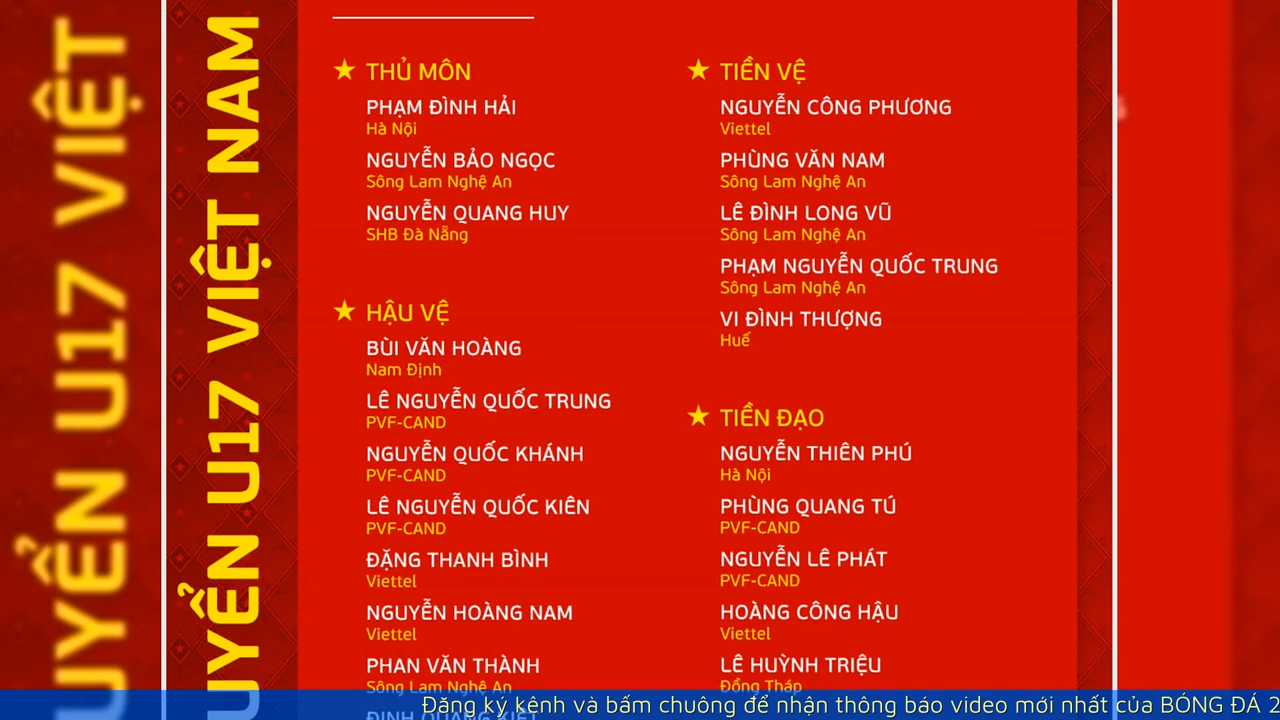 UYỂN U17 VIỆT
UYỂN U17 VIỆT NAM
THỦ MÔN
PHẠM ĐÌNH HẢI
Hà Nội
NGUYỄN BẢO NGỌC
Sông Lam Nghệ An
NGUYỄN QUANG HUY
SHB Đà Nẵng
HẬU VỆ
BÙI VĂN HOÀNG
Nam Định
LÊ NGUYỄN QUỐC TRUNG
PVF-CAND
NGUYỄN QUỐC KHÁNH
PVF-CAND
LÊ NGUYỄN QUỐC KIÊN
PVF-CAND
ĐẶNG THANH BÌNH
Viettel
NGUYỄN HOÀNG NAM
Viettel
PHAN VĂN THÀNH
Sông Lam Nghệ An
ĐINH QUANG KIỆT
TIỀN VỆ
NGUYỄN CÔNG PHƯƠNG
Viettel
PHÙNG VĂN NAM
Sông Lam Nghệ An
LÊ ĐÌNH LONG VŨ
Sông Lam Nghệ An
PHẠM NGUYỄN QUỐC TRUNG
Sông Lam Nghệ An
VI ĐÌNH THƯỢNG
Huế
TIỀN ĐẠO
NGUYỄN THIÊN PHÚ
Hà Nội
PHÙNG QUANG TÚ
PVF-CAND
NGUYỄN LÊ PHÁT
PVF-CAND
HOÀNG CÔNG HẬU
Viettel
LÊ HUỲNH TRIỆU
Đồng Tháp
Đăng ký kênh và bấm chuông để nhận thông báo video mới nhất của BÓNG ĐÁ 2